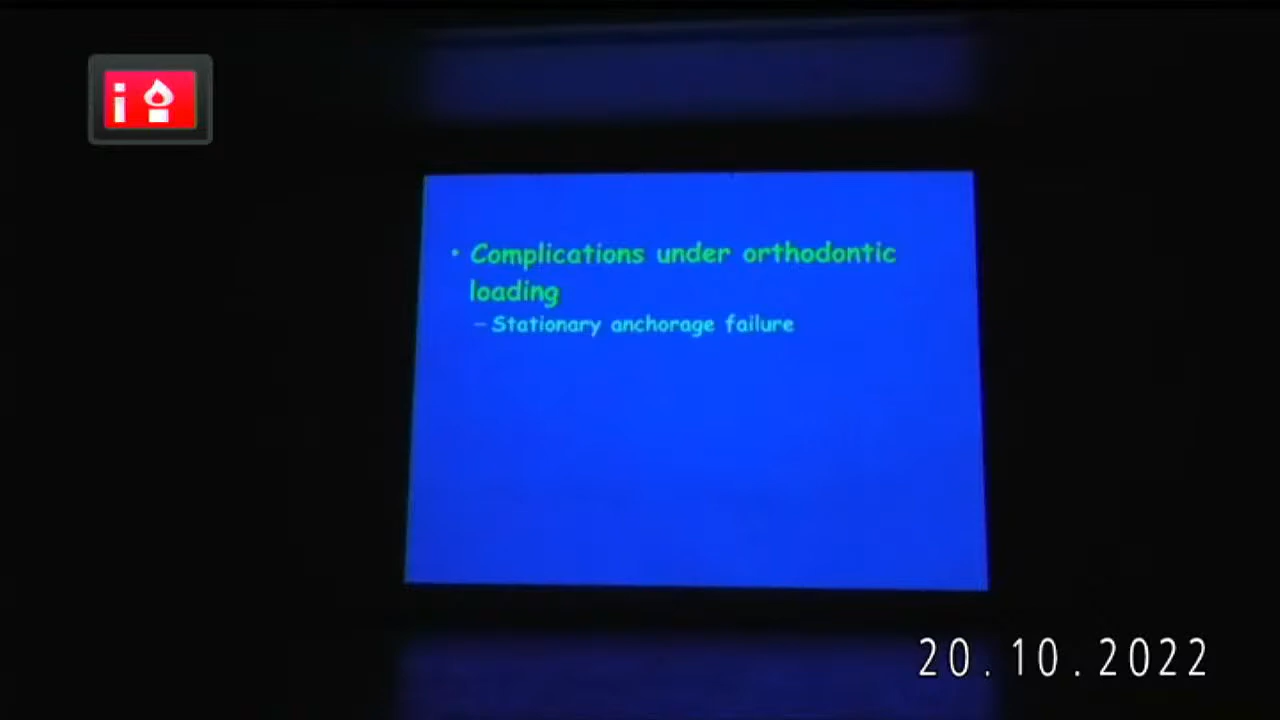 • Complications under orthodontic
loading
– Stationary anchorage failure
20.10.2022